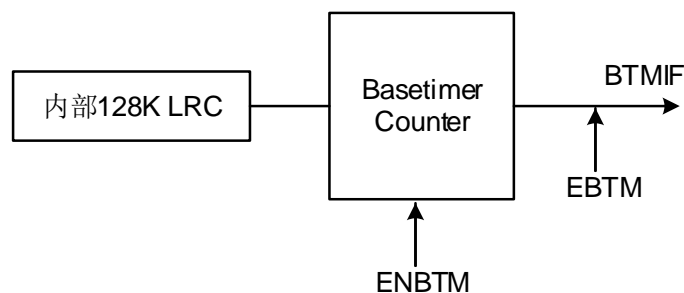 内部128K LRC
Basetimer
Counter
BTMIF
EBTM
ENBTM